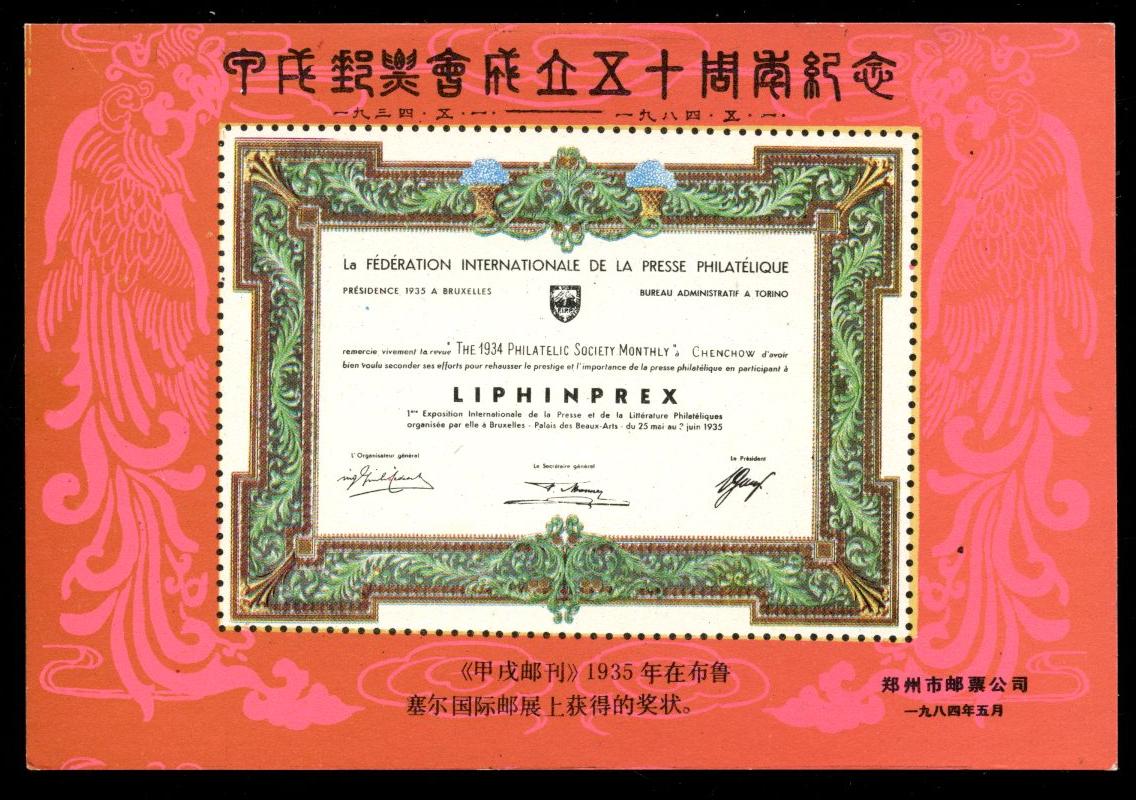 甲戌郵票會成立五十周年紀念
一九三四·五·一·——一九八四·五·一·
La FÉDÉRATION INTERNATIONALE DE LA PRESSE PHILATÉLIQUE
PRÉSIDENCE 1935 A BRUXELLES BUREAU ADMINISTRATIF A TORINO
F.I.P.P.
remercie vivement la revue "THE 1934 PHILATELIC SOCIETY MONTHLY" à CHENCHOW d'avoir
bien voulu seconder ses efforts pour rehausser le prestige et l'importance de la presse philatélique en participant à
LIPHINPREX
1ère Exposition Internationale de la Presse et de la Littérature Philatéliques
organisée par elle à Bruxelles - Palais des Beaux-Arts - du 25 mai au 2 juin 1935
L'Organisateur général
Le Secrétaire général
Le Président
《甲戌邮刊》1935年在布鲁
塞尔国际邮展上获得的奖状。
郑州市邮票公司
一九八四年五月